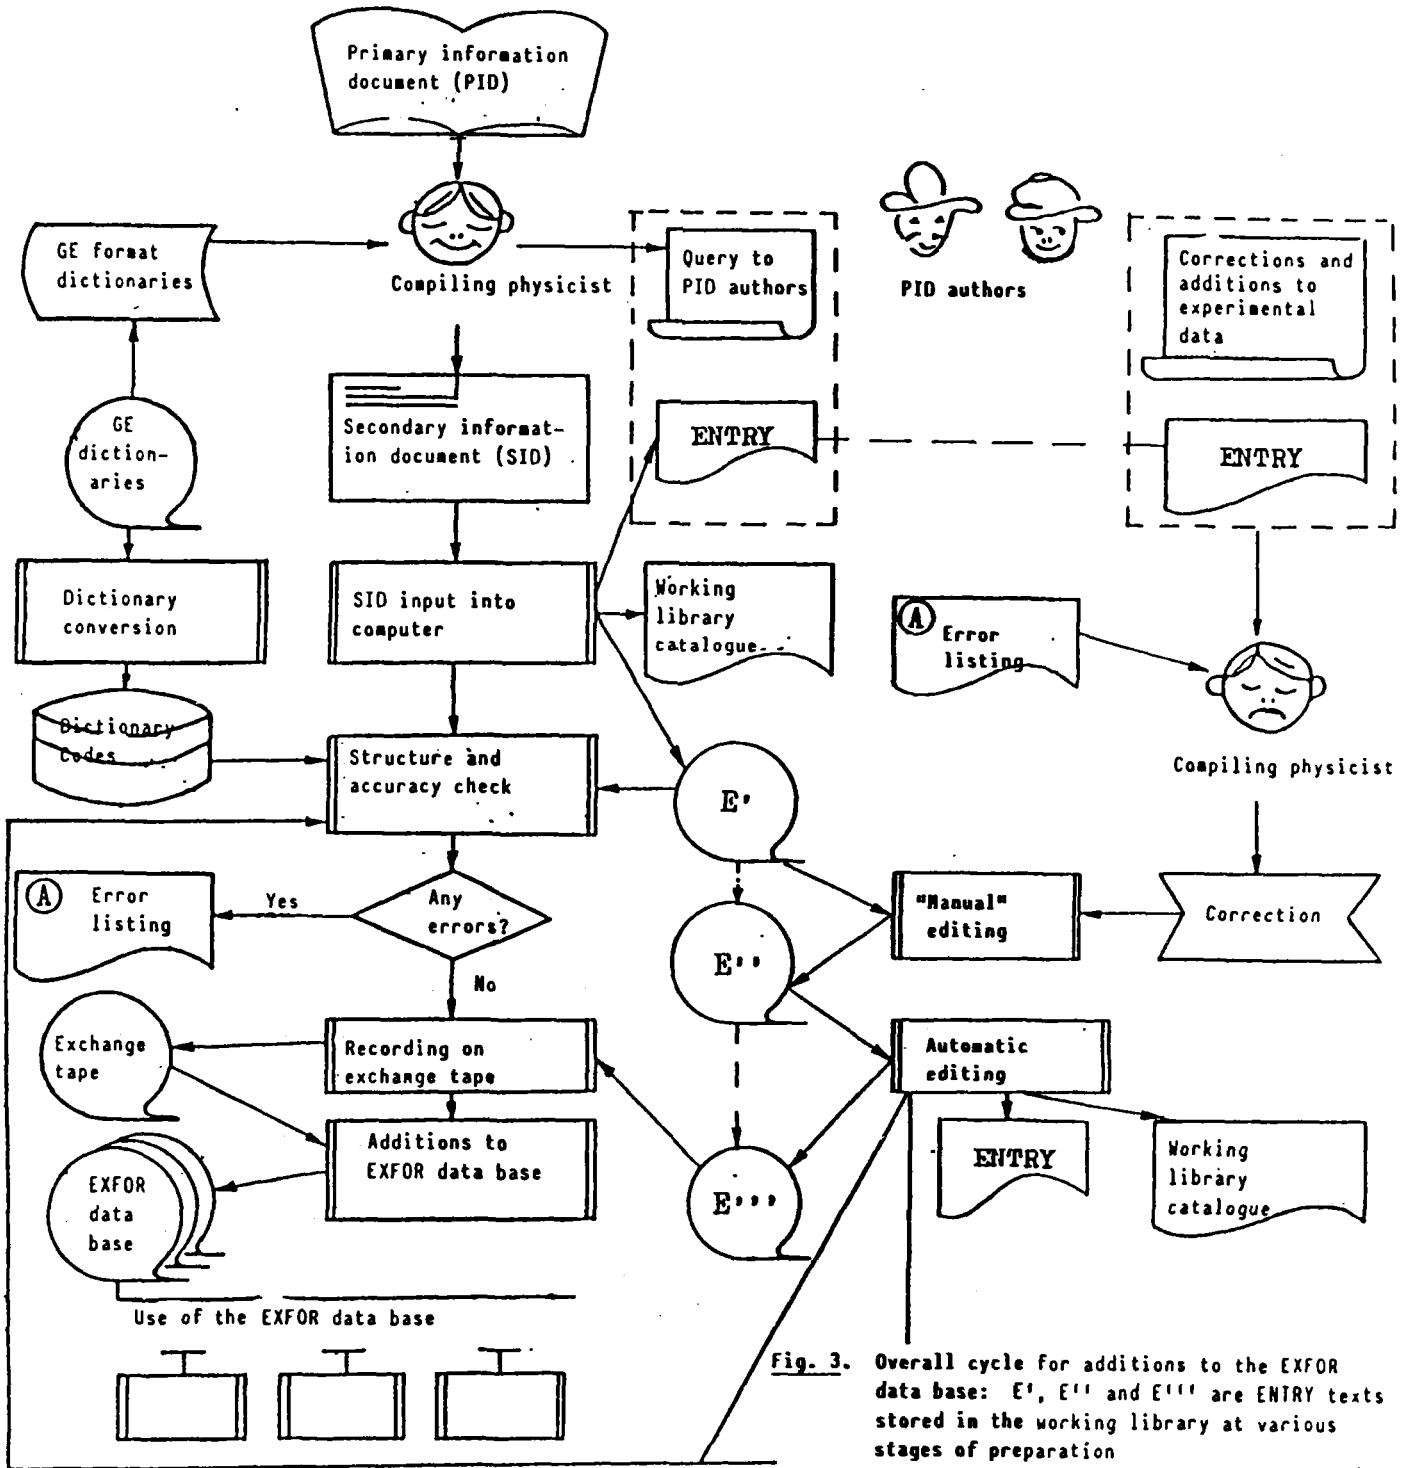 Primary information
document (PID)
GE format
dictionaries
Compiling physicist
Query to
PID authors
PID authors
Corrections and
additions to
experimental
data
GE
diction-
aries
Secondary informat-
ion document (SID)
ENTRY
ENTRY
Dictionary
conversion
SID input into
computer
Working
library
catalogue
A
Error
listing
Dictionary
Codes
Structure and
accuracy check
E'
Compiling physicist
A
Error
listing
Yes
Any
errors?
No
"Manual"
editing
Correction
E''
Exchange
tape
Recording on
exchange tape
Automatic
editing
Additions to
EXFOR data base
EXFOR
data
base
E'''
ENTRY
Working
library
catalogue
Use of the EXFOR data base
Fig. 3. Overall cycle for additions to the EXFOR
data base: E', E'' and E''' are ENTRY texts
stored in the working library at various
stages of preparation